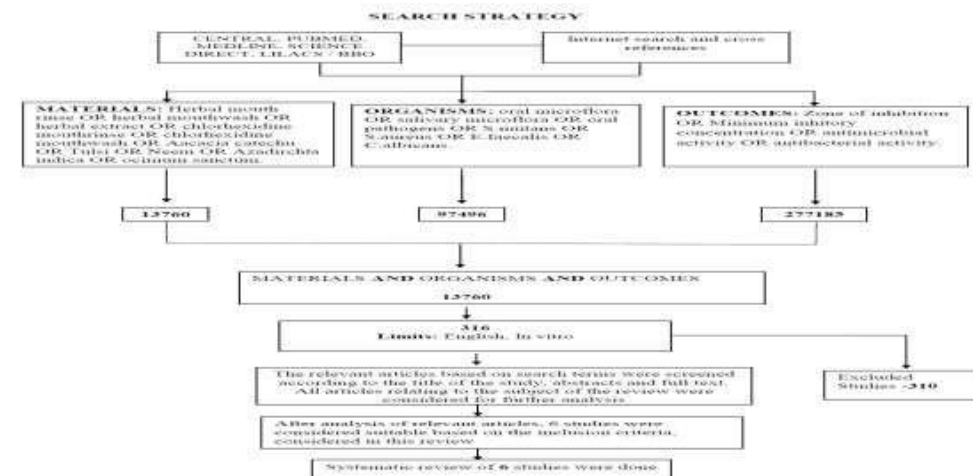 SEARCH STRATEGY
CENTRAL, PUBMED,
MEDLINE, SCIENCE
DIRECT, LILACS / BBO
Internet search and cross
references
MATERIALS: Herbal mouth
rinse OR herbal mouthwash OR
herbal extract OR chlorhexidine
mouthrinse OR chlorhexidine
mouthwash OR Aacacia catechu
OR Tulsi OR Neem OR Azadirchta
indica OR ocimum sanctum.
ORGANISMS: oral microflora
OR salivary microflora OR oral
pathogens OR S.mutans OR
S.aureus OR E.faecalis OR
C.albicans.
OUTCOMES: Zone of inhibition
OR Minimum inhitory
concentration OR antimicrobial
activity OR antibacterial activity.
13760
97496
277185
MATERIALS AND ORGANISMS AND OUTCOMES
13760
316
Limits: English, In vitro
The relevant articles based on search terms were screened
according to the title of the study, abstracts and full text.
All articles relating to the subject of the review were
considered for further analysis
Excluded
Studies -310
After analysis of relevant articles, 6 studies were
considered suitable based on the inclusion criteria,
considered in this review
Systematic review of 6 studies were done